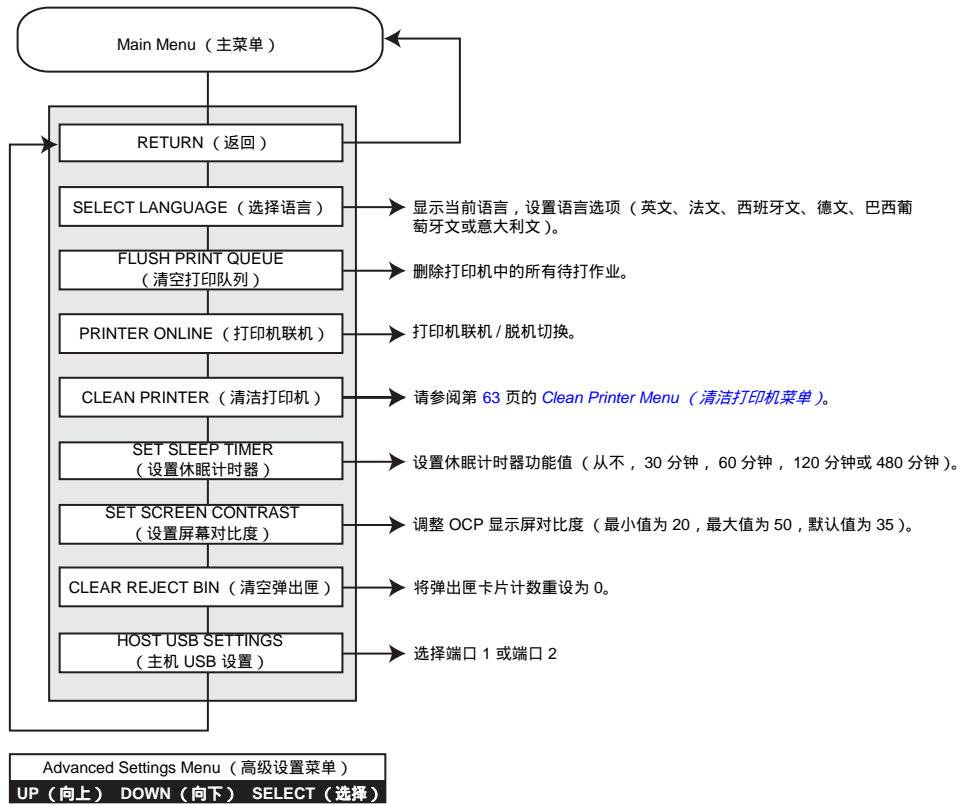 Main Menu（主菜单）
RETURN（返回）
SELECT LANGUAGE（选择语言）
显示当前语言，设置语言选项（英文、法文、西班牙文、德文、巴西葡
萄牙文或意大利文）。
FLUSH PRINT QUEUE
（清空打印队列）
删除打印机中的所有待打作业。
PRINTER ONLINE（打印机联机）
打印机联机 / 脱机切换。
CLEAN PRINTER（清洁打印机）
请参阅第 63 页的 Clean Printer Menu（清洁打印机菜单）。
SET SLEEP TIMER
（设置休眠计时器）
设置休眠计时器功能值（从不，30 分钟，60 分钟，120 分钟或 480 分钟）。
SET SCREEN CONTRAST
（设置屏幕对比度）
调整 OCP 显示屏对比度（最小值为 20，最大值为 50，默认值为 35）。
CLEAR REJECT BIN（清空弹出匣）
将弹出匣卡片计数重设为 0。
HOST USB SETTINGS
（主机 USB 设置）
选择端口 1 或端口 2
Advanced Settings Menu（高级设置菜单）
UP（向上） DOWN（向下） SELECT（选择）